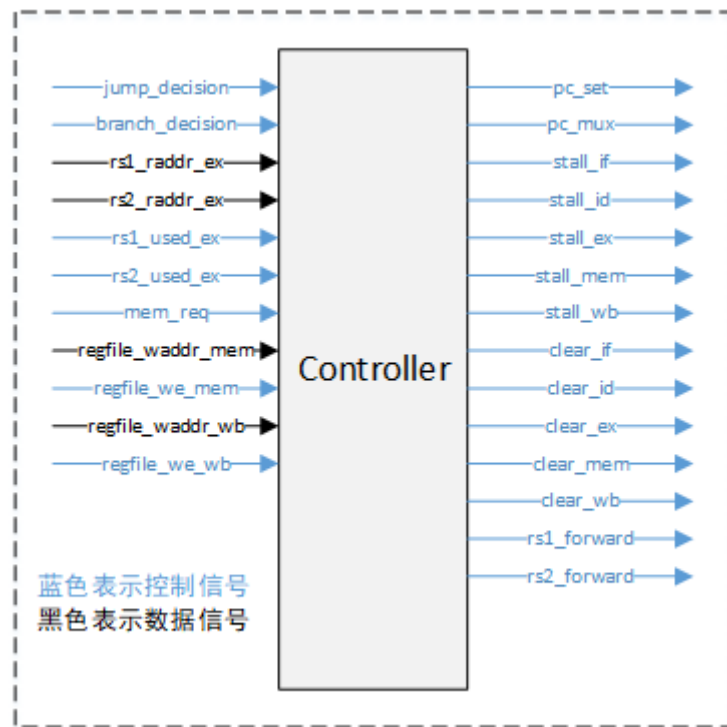 jump_decision
branch_decision
rs1_raddr_ex
rs2_raddr_ex
rs1_used_ex
rs2_used_ex
mem_req
regfile_waddr_mem
regfile_we_mem
regfile_waddr_wb
regfile_we_wb
Controller
pc_set
pc_mux
stall_if
stall_id
stall_ex
stall_mem
stall_wb
clear_if
clear_id
clear_ex
clear_mem
clear_wb
rs1_forward
rs2_forward
蓝色表示控制信号
黑色表示数据信号